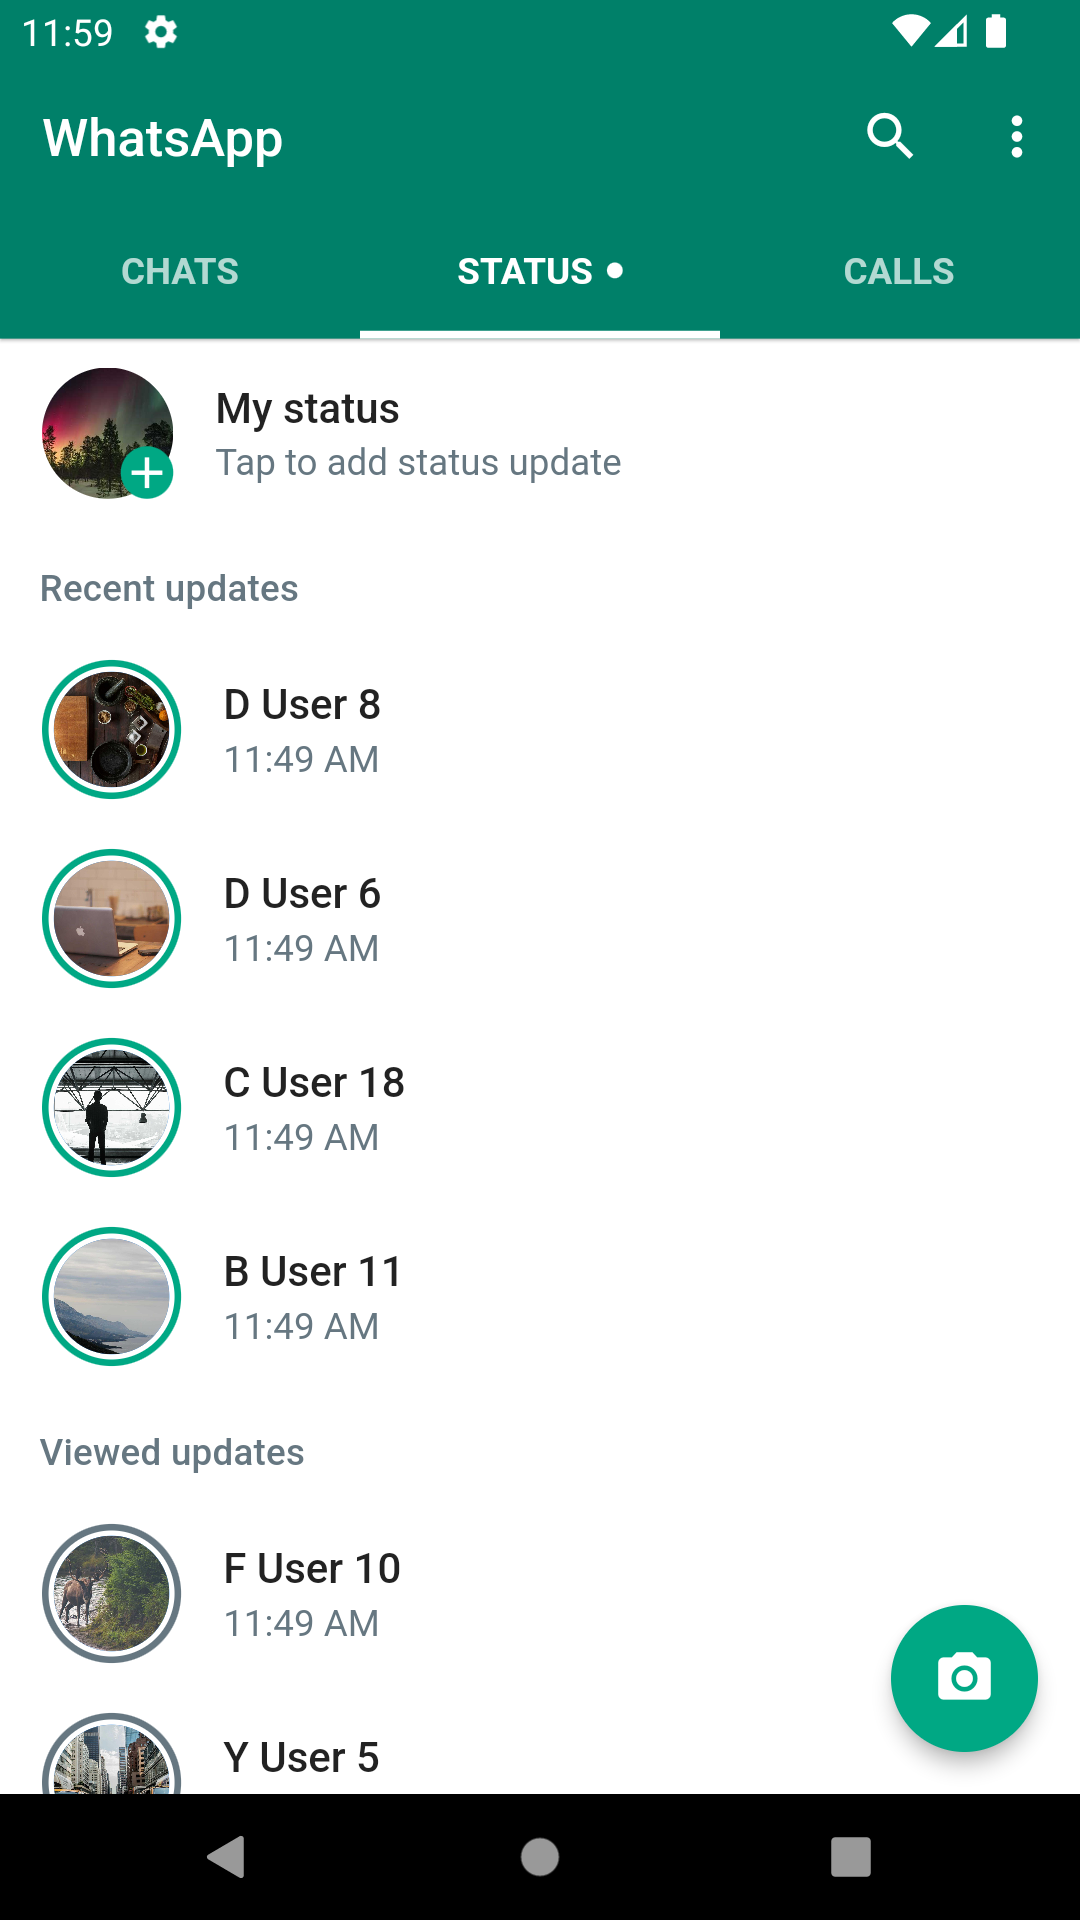 11:59
WhatsApp
CHATS
STATUS
CALLS
My status
Tap to add status update
Recent updates
D User 8
11:49 AM
D User 6
11:49 AM
C User 18
11:49 AM
B User 11
11:49 AM
Viewed updates
F User 10
11:49 AM
Y User 5